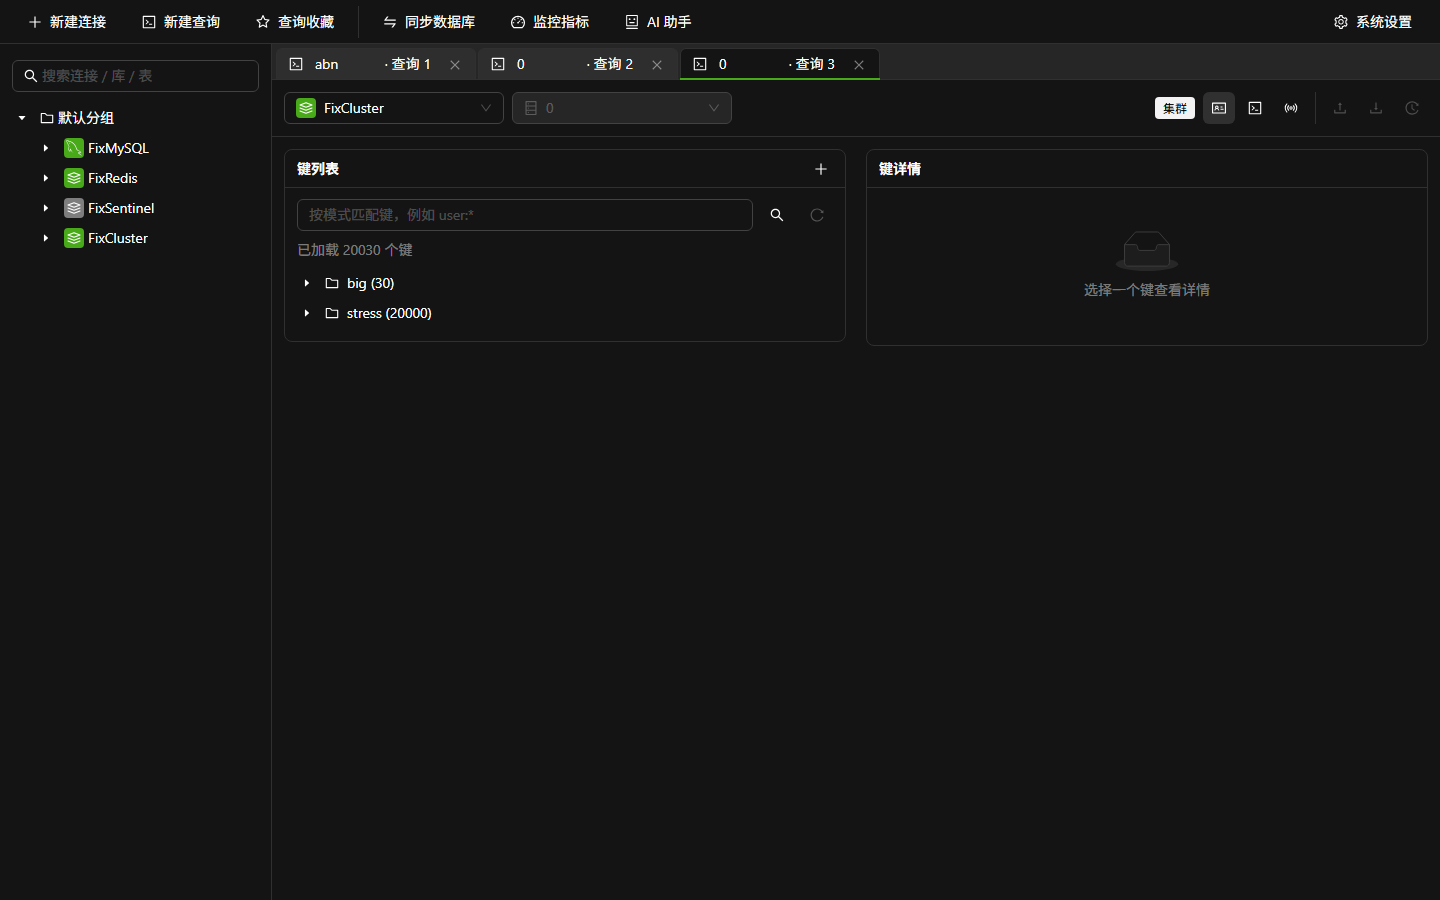 新建连接 新建查询 查询收藏 同步数据库 监控指标 AI 助手 系统设置
搜索连接 / 库 / 表
默认分组
FixMySQL
FixRedis
FixSentinel
FixCluster
abn · 查询 1 0 · 查询 2 0 · 查询 3
FixCluster 0 集群
键列表
按模式匹配键，例如 user:*
已加载 20030 个键
big (30)
stress (20000)
键详情
选择一个键查看详情